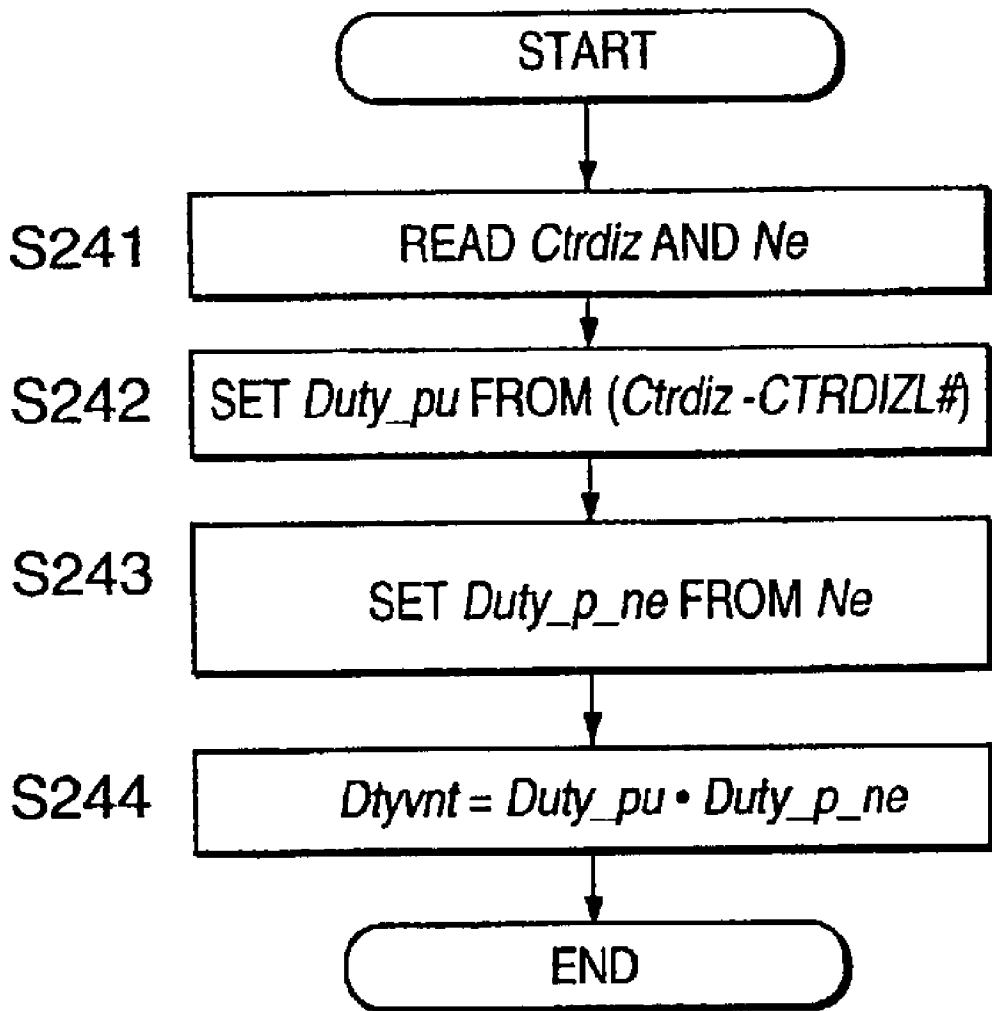 START
S241
READ Ctrdiz AND Ne
S242
SET Duty_pu FROM (Ctrdiz -CTRDIZL#)
S243
SET Duty_p_ne FROM Ne
S244
Dtyvnt = Duty_pu • Duty_p_ne
END